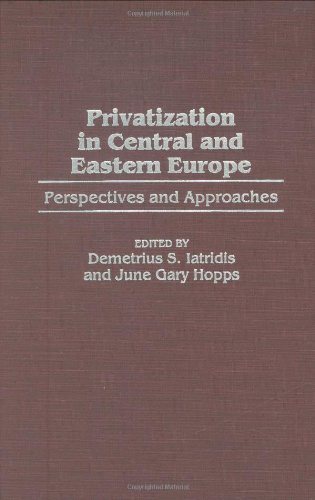 Privatization
in Central and
Eastern Europe
Perspectives and Approaches
EDITED BY
Demetrius S. Iatridis
and June Gary Hopps